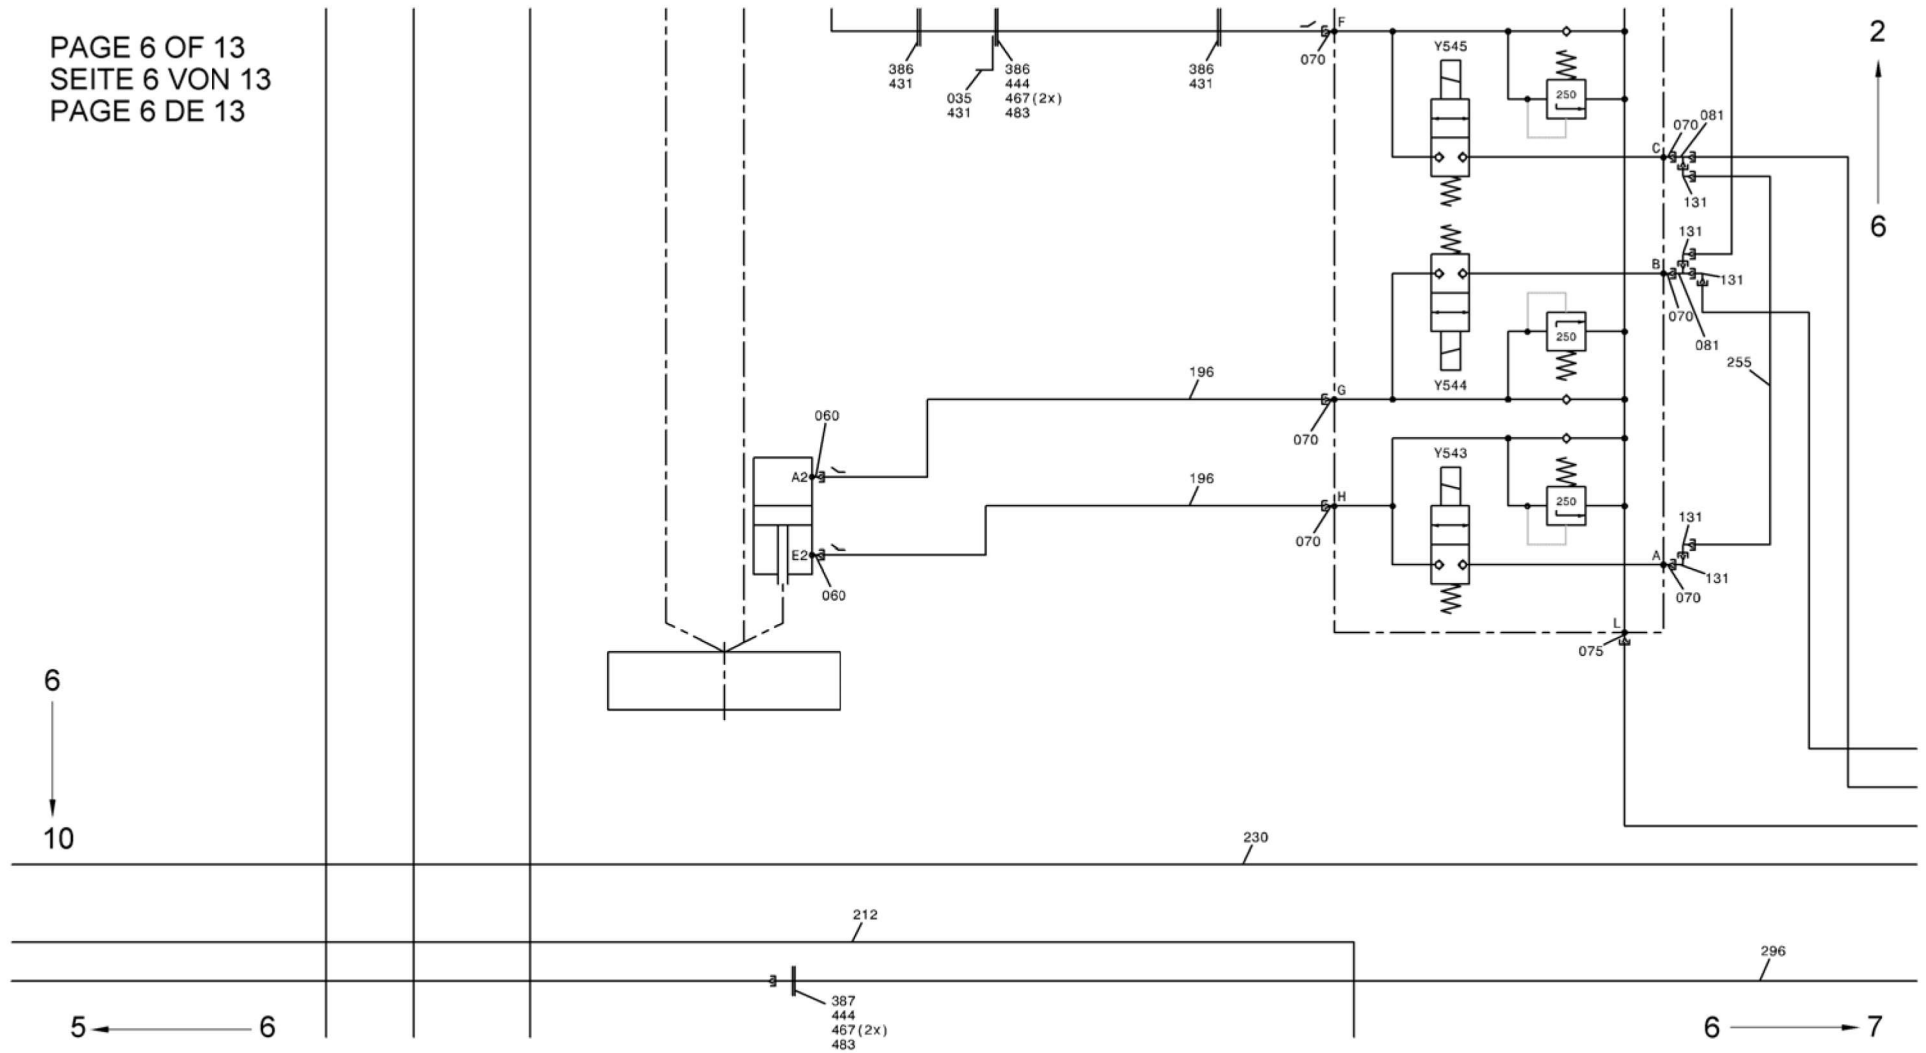 PAGE 6 OF 13
SEITE 6 VON 13
PAGE 6 DE 13
2
6
F
070
386
431
035
431
386
444
467(2x)
483
386
431
Y545
250
C
070
081
131
131
B
131
070
081
255
250
Y544
196
G
070
060
A2
Y543
196
H
070
250
E2
060
131
A
131
070
L
075
6
10
230
212
296
387
444
467(2x)
483
5
6
6
7